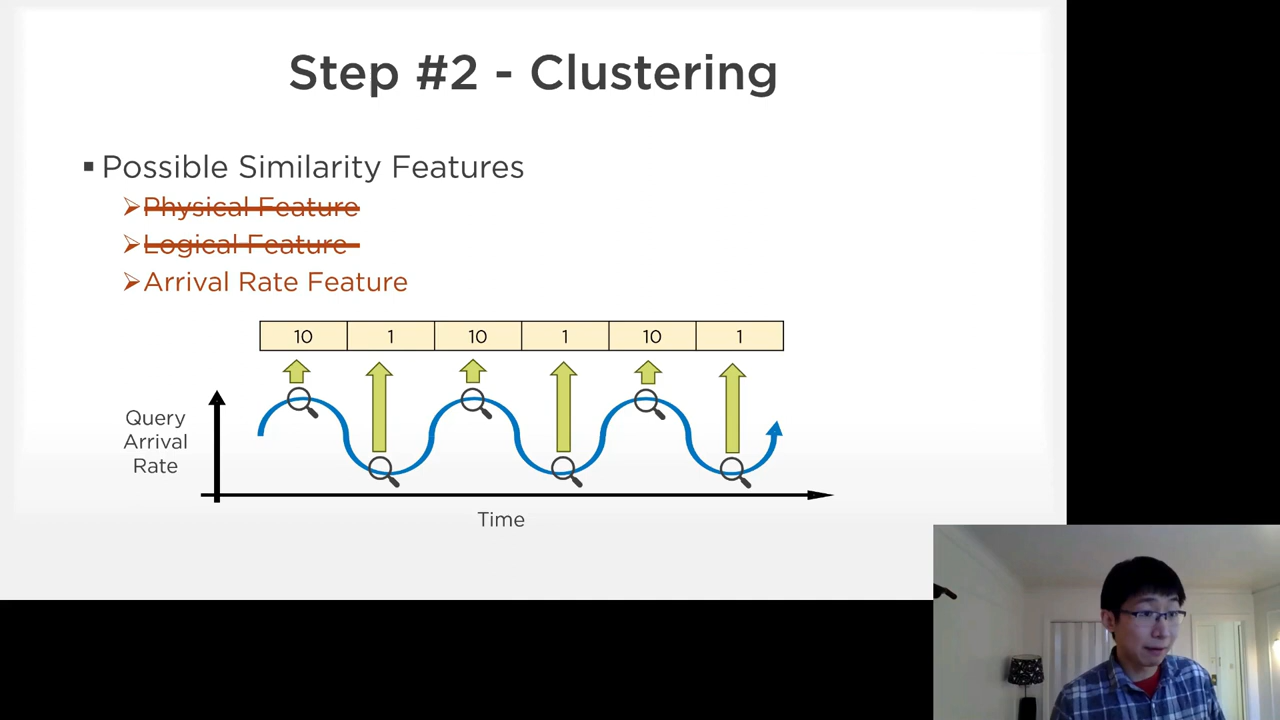 Step #2 - Clustering
▪ Possible Similarity Features
➢ Physical Feature
➢ Logical Feature
➢ Arrival Rate Feature
10 1 10 1 10 1
Query
Arrival
Rate
Time